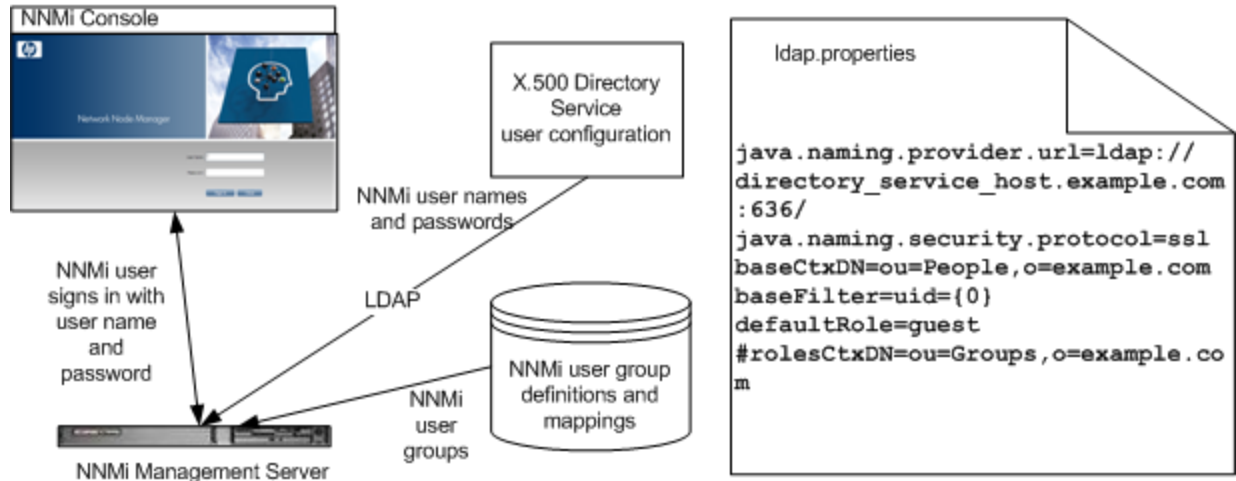 NNMi Console
hp
Network Node Manager
NNMi user
signs in with
user name
and
password
NNMi Management Server
X.500 Directory
Service
user configuration
NNMi user names
and passwords
LDAP
NNMi
user
groups
NNMi user group
definitions and
mappings
ldap.properties
java.naming.provider.url=ldap://
directory_service_host.example.com
:636/
java.naming.security.protocol=ssl
baseCtxDN=ou=People,o=example.com
baseFilter=uid={0}
defaultRole=guest
#rolesCtxDN=ou=Groups,o=example.co
m